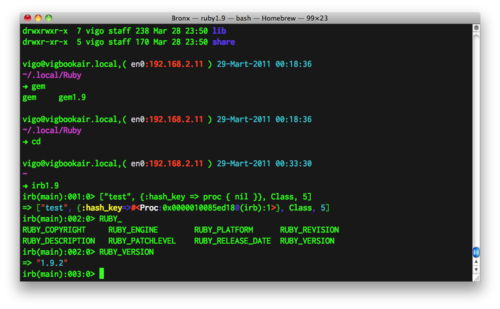 Bronx — ruby1.9 — bash — Homebrew — 99×23
drwxrwxr-x  7 vigo staff 238 Mar 28 23:50 lib
drwxr-xr-x  5 vigo staff 170 Mar 28 23:50 share
vigo@vigbookair.local,( en0:192.168.2.11 ) 29-Mart-2011 00:18:36
~/.local/Ruby
→ gem
gem     gem1.9
vigo@vigbookair.local,( en0:192.168.2.11 ) 29-Mart-2011 00:18:36
~/.local/Ruby
→ cd
vigo@vigbookair.local,( en0:192.168.2.11 ) 29-Mart-2011 00:33:30
~
→ irb1.9
irb(main):001:0> ["test", {:hash_key => proc { nil }}, Class, 5]
=> ["test", {:hash_key=>#<Proc:0x0000010085ed18@(irb):1>}, Class, 5]
irb(main):002:0> RUBY_
RUBY_COPYRIGHT     RUBY_ENGINE        RUBY_PLATFORM      RUBY_REVISION
RUBY_DESCRIPTION   RUBY_PATCHLEVEL    RUBY_RELEASE_DATE  RUBY_VERSION
irb(main):002:0> RUBY_VERSION
=> "1.9.2"
irb(main):003:0>